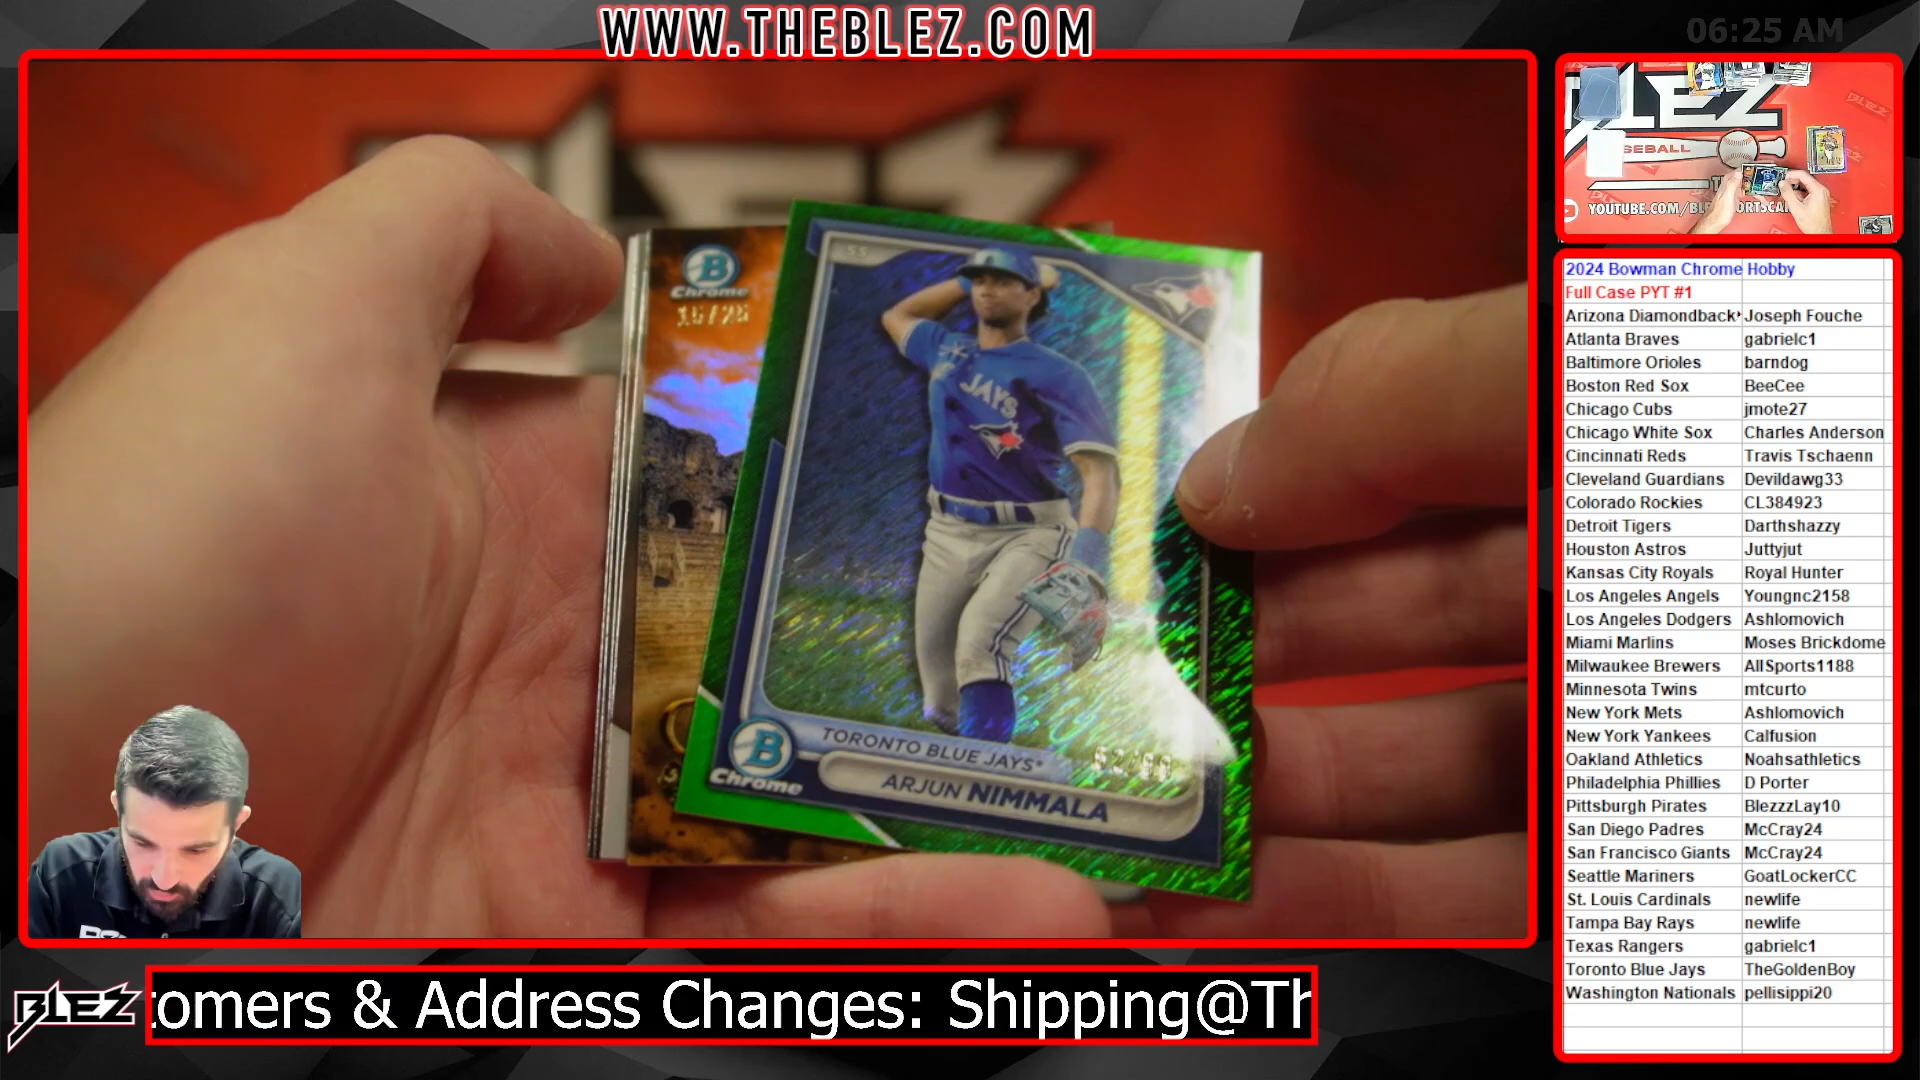 WWW.THEBLEZ.COM
06:25 AM
SEBALL
YOUTUBE.COM/BL
B
Chrome
15/25
55
JAYS
TORONTO BLUE JAYS
ARJUN NIMMALA
B
Chrome
2024 Bowman Chrome Hobby
Full Case PYT #1
Arizona Diamondback Joseph Fouche
Atlanta Braves gabrielc1
Baltimore Orioles barndog
Boston Red Sox BeeCee
Chicago Cubs jmote27
Chicago White Sox Charles Anderson
Cincinnati Reds Travis Tschaenn
Cleveland Guardians Devildawg33
Colorado Rockies CL384923
Detroit Tigers Darthshazzy
Houston Astros Juttyjut
Kansas City Royals Royal Hunter
Los Angeles Angels Youngnc2158
Los Angeles Dodgers Ashlomovich
Miami Marlins Moses Brickdome
Milwaukee Brewers AllSports1188
Minnesota Twins mtcurto
New York Mets Ashlomovich
New York Yankees Calfusion
Oakland Athletics Noahsathletics
Philadelphia Phillies D Porter
Pittsburgh Pirates BlezzzLay10
San Diego Padres McCray24
San Francisco Giants McCray24
Seattle Mariners GoatLockerCC
St. Louis Cardinals newlife
Tampa Bay Rays newlife
Texas Rangers gabrielc1
Toronto Blue Jays TheGoldenBoy
Washington Nationals pellisippi20
BLEZ
tomers & Address Changes: Shipping@Th